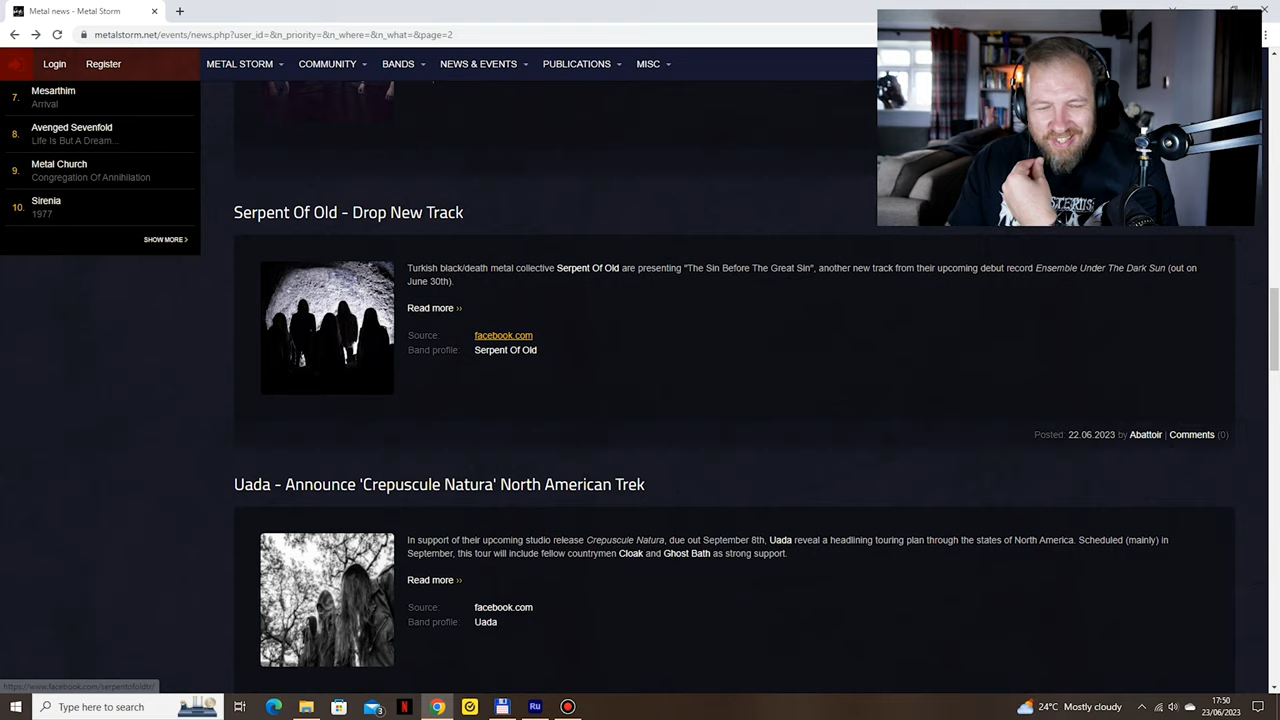 Metal news - Metal Storm
metalstorm.net/events/news.php?user_id=&n_priority=&n_where=&n_what=&page=2
Login Register METAL STORM COMMUNITY BANDS NEWS & EVENTS PUBLICATIONS MISC
7. Mesarthim
Arrival
8. Avenged Sevenfold
Life Is But A Dream...
9. Metal Church
Congregation Of Annihilation
10. Sirenia
1977
SHOW MORE
Serpent Of Old - Drop New Track
Turkish black/death metal collective Serpent Of Old are presenting "The Sin Before The Great Sin", another new track from their upcoming debut record Ensemble Under The Dark Sun (out on
June 30th).
Read more ››
Source: facebook.com
Band profile: Serpent Of Old
Posted: 22.06.2023 by Abattoir | Comments (0)
Uada - Announce 'Crepuscule Natura' North American Trek
In support of their upcoming studio release Crepuscule Natura, due out September 8th, Uada reveal a headlining touring plan through the states of North America. Scheduled (mainly) in
September, this tour will include fellow countrymen Cloak and Ghost Bath as strong support.
Read more ››
Source: facebook.com
Band profile: Uada
https://www.facebook.com/serpentofoldtr/
Type here to search
Ru
24°C Mostly cloudy
17:50
23/06/2023